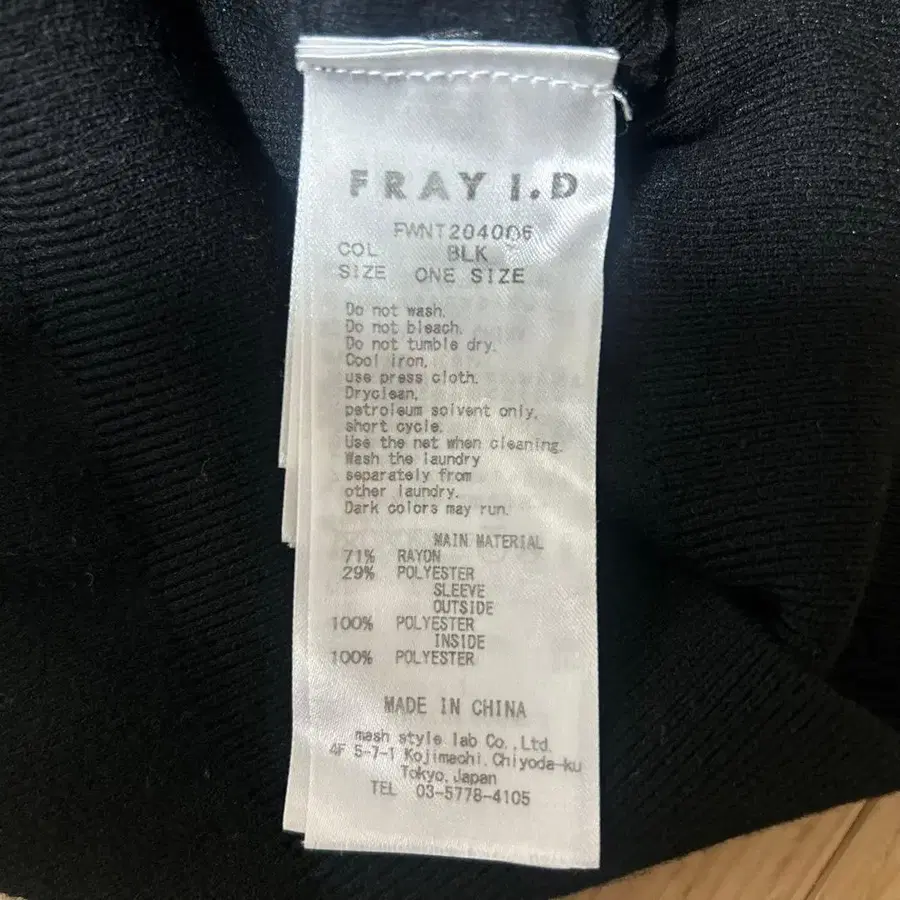 FRAY I.D
FWNT204006
COL BLK
SIZE ONE SIZE
Do not wash.
Do not bleach.
Do not tumble dry.
Cool iron,
use press cloth.
Dryclean,
petroleum solvent only,
short cycle.
Use the net when cleaning.
Wash the laundry
separately from
other laundry.
Dark colors may run.
MAIN MATERIAL
71% RAYON
29% POLYESTER
SLEEVE
OUTSIDE
100% POLYESTER
INSIDE
100% POLYESTER
MADE IN CHINA
mash style lab Co.,Ltd.
4F 5-7-1 Kojimachi,Chiyoda-ku
Tokyo,Japan
TEL 03-5778-4105